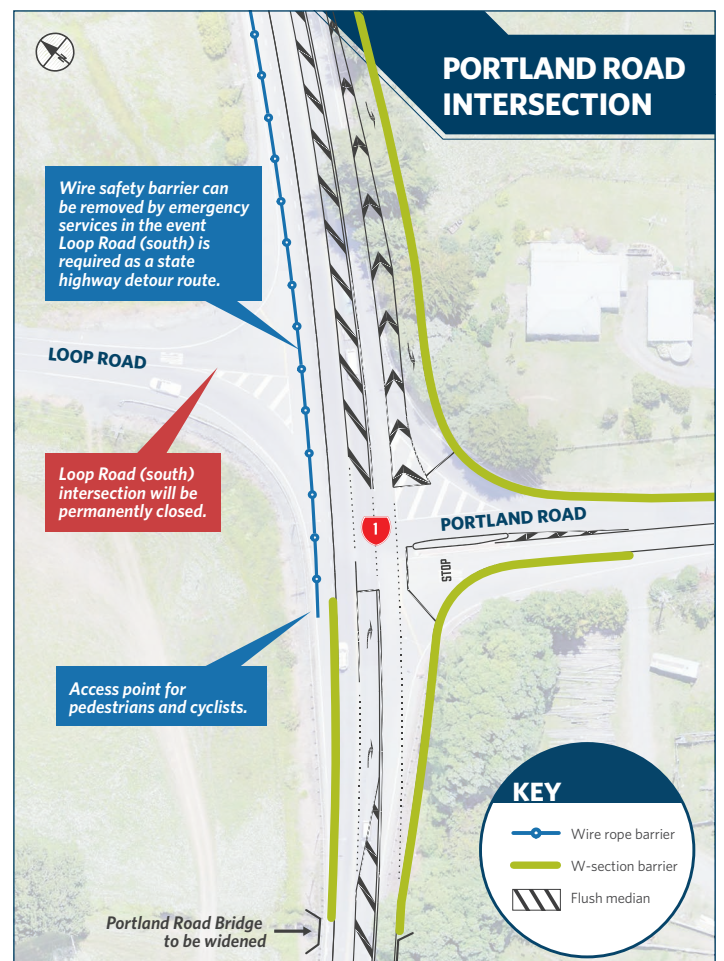 PORTLAND ROAD
INTERSECTION
Wire safety barrier can
be removed by emergency
services in the event
Loop Road (south) is
required as a state
highway detour route.
LOOP ROAD
Loop Road (south)
intersection will be
permanently closed.
1
PORTLAND ROAD
STOP
Access point for
pedestrians and cyclists.
KEY
Wire rope barrier
W-section barrier
Flush median
Portland Road Bridge
to be widened